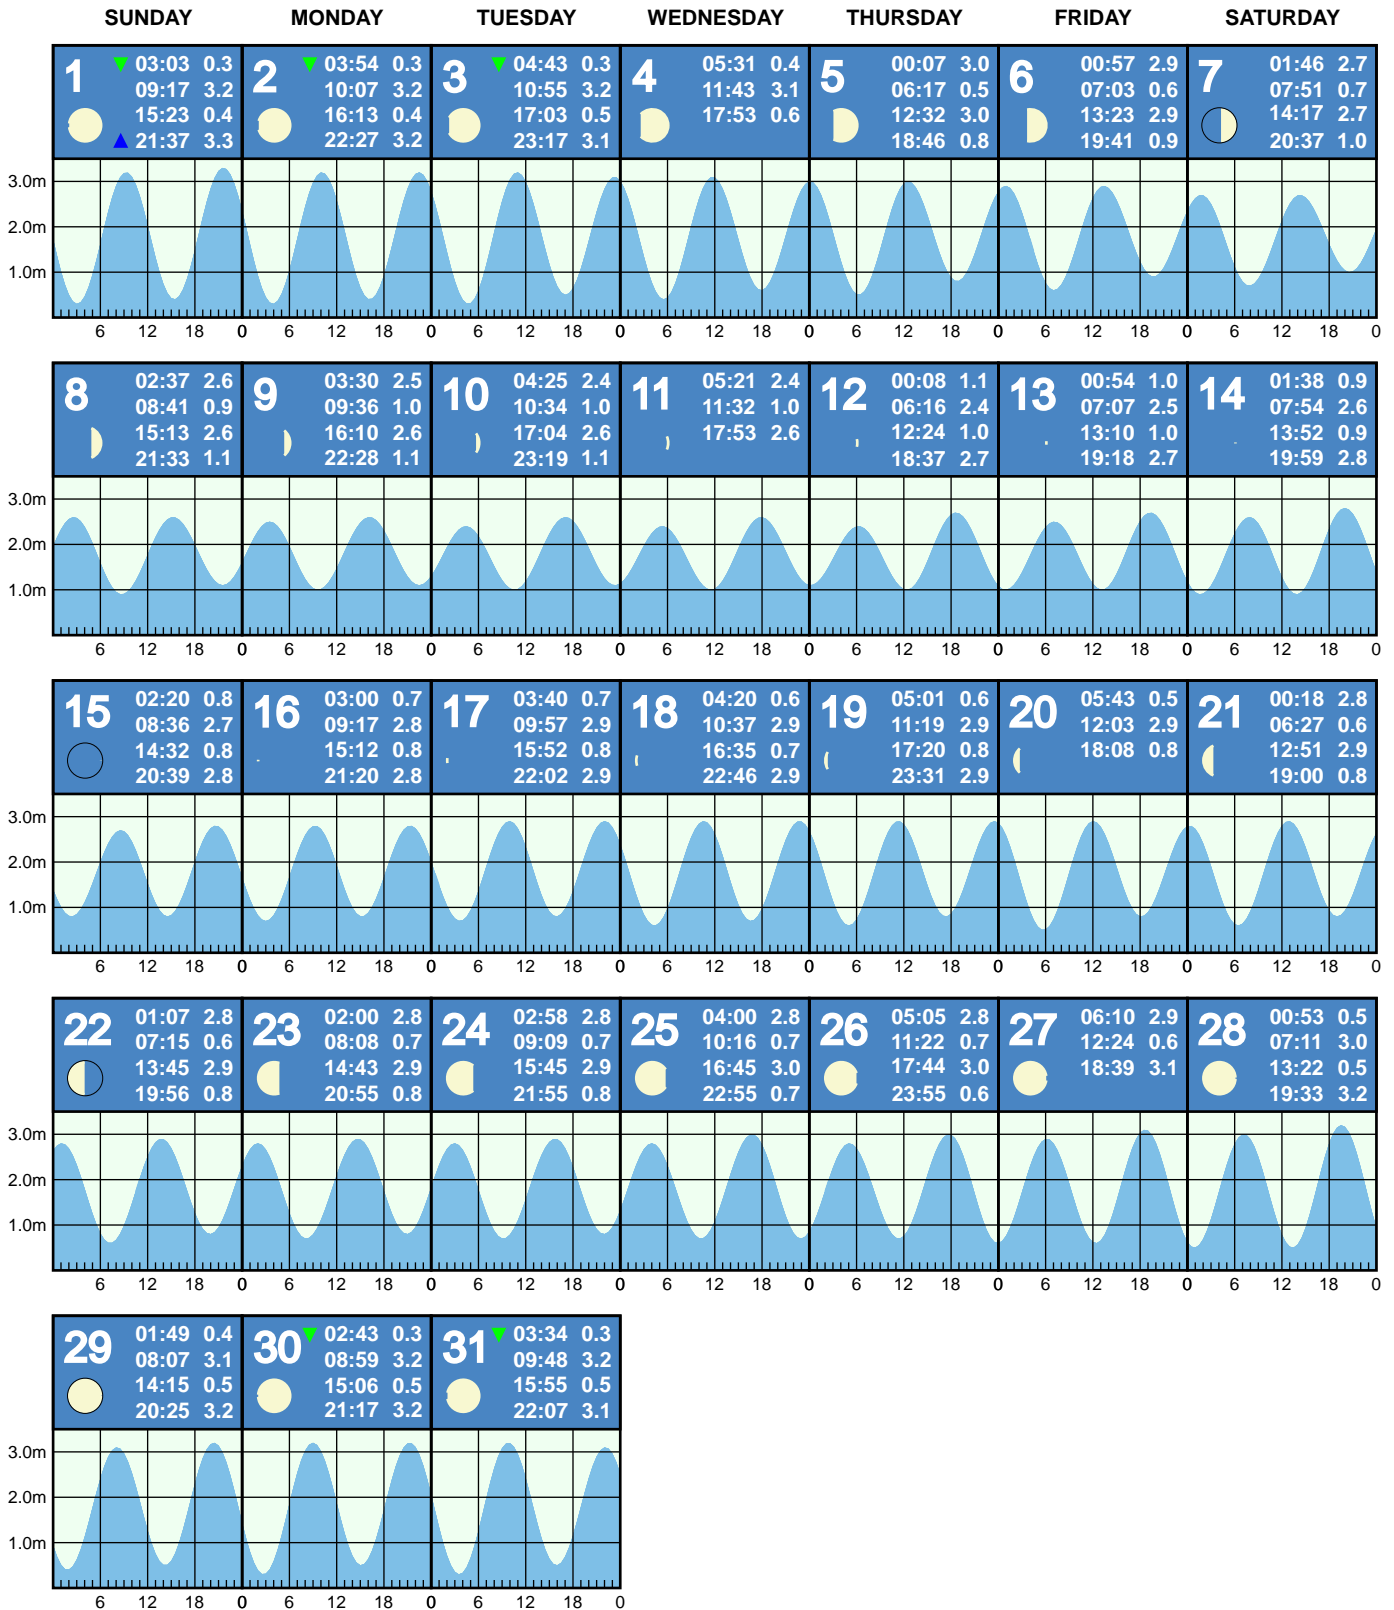 SUNDAY MONDAY TUESDAY WEDNESDAY THURSDAY FRIDAY SATURDAY
1 03:03 0.3
09:17 3.2
15:23 0.4
21:37 3.3
2 03:54 0.3
10:07 3.2
16:13 0.4
22:27 3.2
3 04:43 0.3
10:55 3.2
17:03 0.5
23:17 3.1
4 05:31 0.4
11:43 3.1
17:53 0.6
5 00:07 3.0
06:17 0.5
12:32 3.0
18:46 0.8
6 00:57 2.9
07:03 0.6
13:23 2.9
19:41 0.9
7 01:46 2.7
07:51 0.7
14:17 2.7
20:37 1.0
3.0m
2.0m
1.0m
6 12 18 0 6 12 18 0 6 12 18 0 6 12 18 0 6 12 18 0 6 12 18 0 6 12 18 0
8 02:37 2.6
08:41 0.9
15:13 2.6
21:33 1.1
9 03:30 2.5
09:36 1.0
16:10 2.6
22:28 1.1
10 04:25 2.4
10:34 1.0
17:04 2.6
23:19 1.1
11 05:21 2.4
11:32 1.0
17:53 2.6
12 00:08 1.1
06:16 2.4
12:24 1.0
18:37 2.7
13 00:54 1.0
07:07 2.5
13:10 1.0
19:18 2.7
14 01:38 0.9
07:54 2.6
13:52 0.9
19:59 2.8
3.0m
2.0m
1.0m
6 12 18 0 6 12 18 0 6 12 18 0 6 12 18 0 6 12 18 0 6 12 18 0 6 12 18 0
15 02:20 0.8
08:36 2.7
14:32 0.8
20:39 2.8
16 03:00 0.7
09:17 2.8
15:12 0.8
21:20 2.8
17 03:40 0.7
09:57 2.9
15:52 0.8
22:02 2.9
18 04:20 0.6
10:37 2.9
16:35 0.7
22:46 2.9
19 05:01 0.6
11:19 2.9
17:20 0.8
23:31 2.9
20 05:43 0.5
12:03 2.9
18:08 0.8
21 00:18 2.8
06:27 0.6
12:51 2.9
19:00 0.8
3.0m
2.0m
1.0m
6 12 18 0 6 12 18 0 6 12 18 0 6 12 18 0 6 12 18 0 6 12 18 0 6 12 18 0
22 01:07 2.8
07:15 0.6
13:45 2.9
19:56 0.8
23 02:00 2.8
08:08 0.7
14:43 2.9
20:55 0.8
24 02:58 2.8
09:09 0.7
15:45 2.9
21:55 0.8
25 04:00 2.8
10:16 0.7
16:45 3.0
22:55 0.7
26 05:05 2.8
11:22 0.7
17:44 3.0
23:55 0.6
27 06:10 2.9
12:24 0.6
18:39 3.1
28 00:53 0.5
07:11 3.0
13:22 0.5
19:33 3.2
3.0m
2.0m
1.0m
6 12 18 0 6 12 18 0 6 12 18 0 6 12 18 0 6 12 18 0 6 12 18 0 6 12 18 0
29 01:49 0.4
08:07 3.1
14:15 0.5
20:25 3.2
30 02:43 0.3
08:59 3.2
15:06 0.5
21:17 3.2
31 03:34 0.3
09:48 3.2
15:55 0.5
22:07 3.1
3.0m
2.0m
1.0m
6 12 18 0 6 12 18 0 6 12 18 0